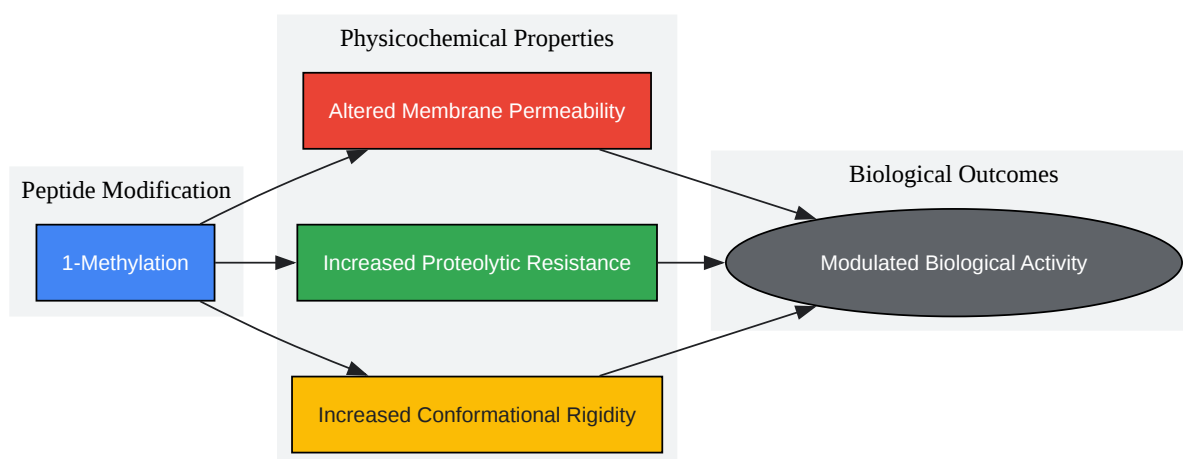 Peptide Modification
1-Methylation
Physicochemical Properties
Altered Membrane Permeability
Increased Proteolytic Resistance
Increased Conformational Rigidity
Biological Outcomes
Modulated Biological Activity